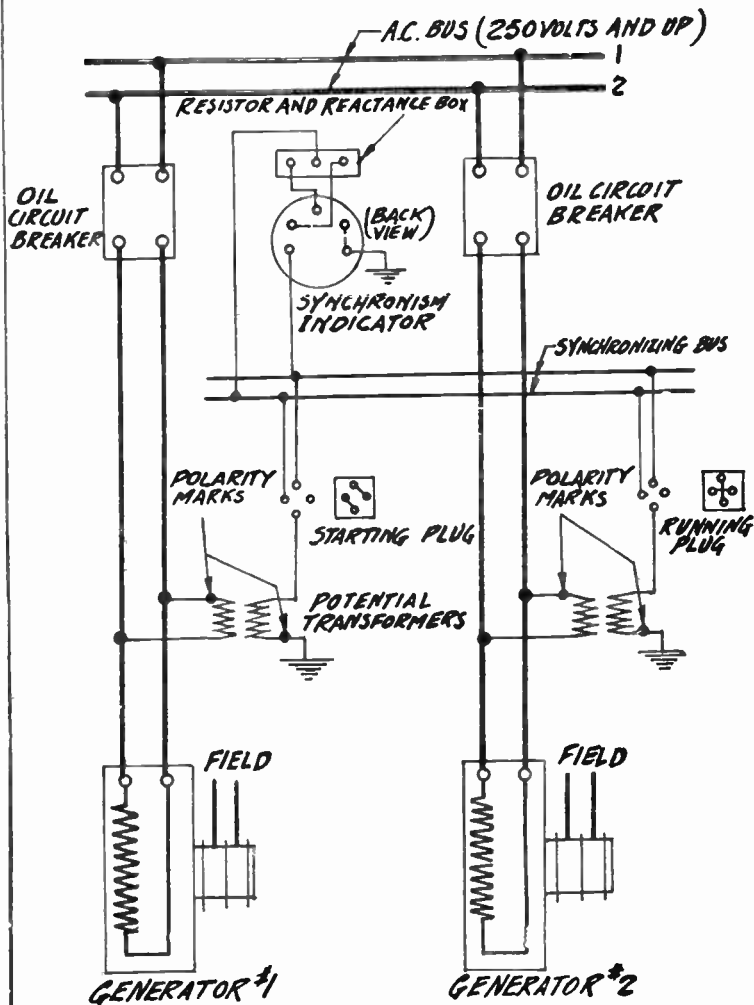 A.C. BUS (250 VOLTS AND UP)
1
2
RESISTOR AND REACTANCE BOX
OIL
CIRCUIT
BREAKER
(BACK
VIEW)
OIL CIRCUIT
BREAKER
SYNCHRONISM
INDICATOR
SYNCHRONIZING BUS
POLARITY
MARKS
STARTING PLUG
POLARITY
MARKS
RUNNING
PLUG
POTENTIAL
TRANSFORMERS
FIELD
FIELD
GENERATOR #1
GENERATOR #2